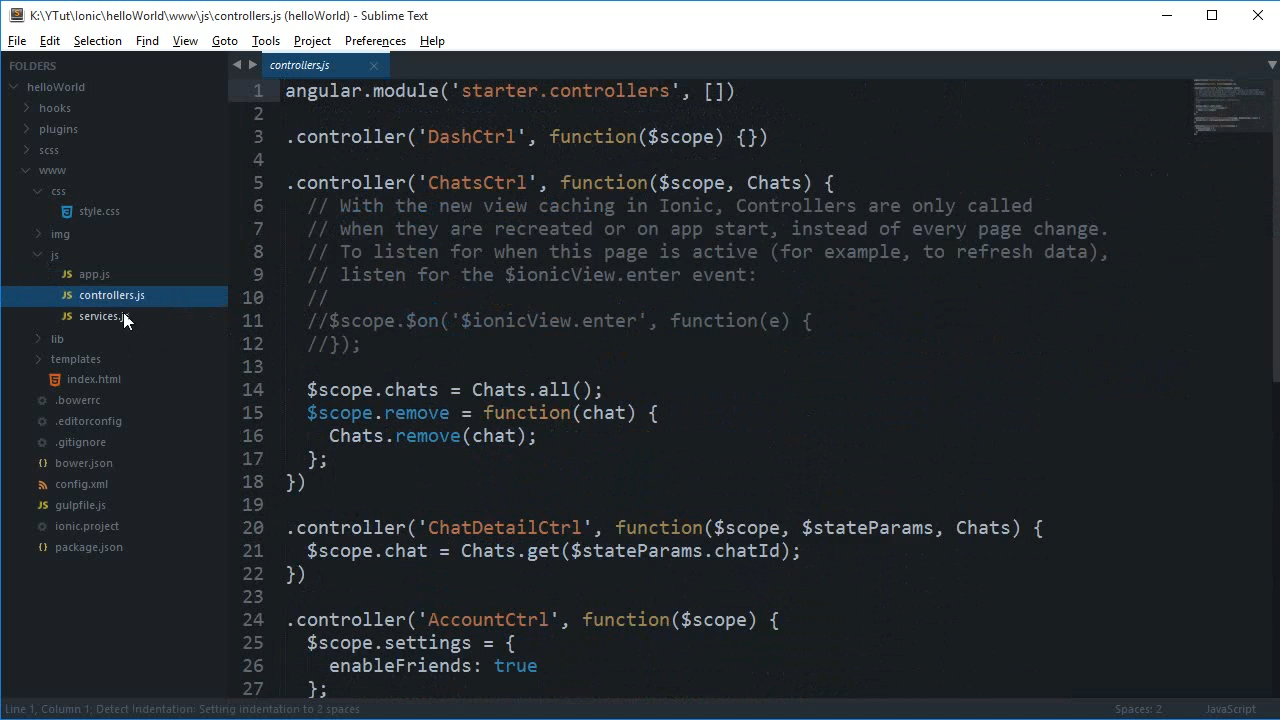 K:\YTut\Ionic\helloWorld\www\js\controllers.js (helloWorld) - Sublime Text
File Edit Selection Find View Goto Tools Project Preferences Help
FOLDERS
helloWorld
hooks
plugins
scss
www
css
style.css
img
js
app.js
controllers.js
services.js
lib
templates
index.html
.bowerrc
.editorconfig
.gitignore
bower.json
config.xml
gulpfile.js
ionic.project
package.json
controllers.js
1 angular.module('starter.controllers', [])
2
3 .controller('DashCtrl', function($scope) {})
4
5 .controller('ChatsCtrl', function($scope, Chats) {
6   // With the new view caching in Ionic, Controllers are only called
7   // when they are recreated or on app start, instead of every page change.
8   // To listen for when this page is active (for example, to refresh data),
9   // listen for the $ionicView.enter event:
10   //
11   //$scope.$on('$ionicView.enter', function(e) {
12   //});
13
14   $scope.chats = Chats.all();
15   $scope.remove = function(chat) {
16     Chats.remove(chat);
17   };
18 })
19
20 .controller('ChatDetailCtrl', function($scope, $stateParams, Chats) {
21   $scope.chat = Chats.get($stateParams.chatId);
22 })
23
24 .controller('AccountCtrl', function($scope) {
25   $scope.settings = {
26     enableFriends: true
27   };
Line 1, Column 1; Detect Indentation: Setting indentation to 2 spaces
Spaces: 2
JavaScript